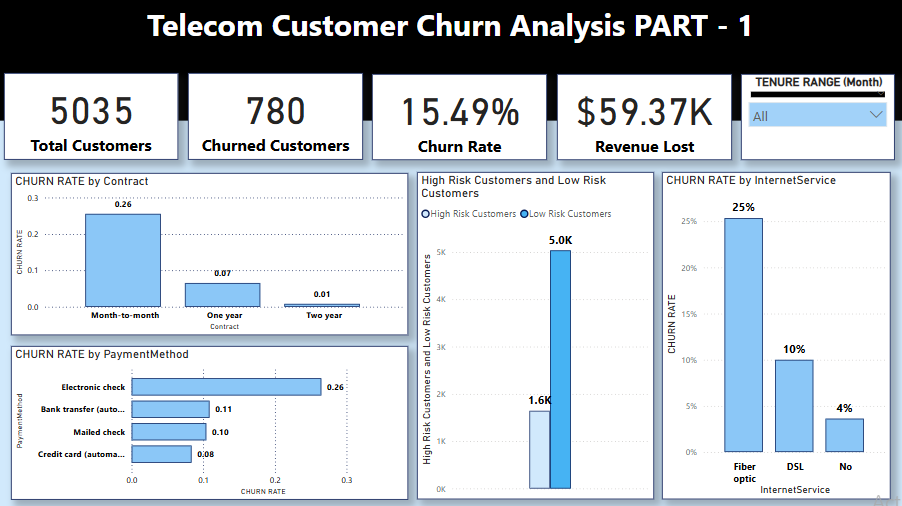 Telecom Customer Churn Analysis PART - 1
5035
Total Customers
780
Churned Customers
15.49%
Churn Rate
$59.37K
Revenue Lost
TENURE RANGE (Month)
All
CHURN RATE by Contract
CHURN RATE
0.3
0.2
0.1
0.0
0.26
0.07
0.01
Month-to-month
One year
Two year
Contract
CHURN RATE by PaymentMethod
PaymentMethod
Electronic check
0.26
Bank transfer (auto...
0.11
Mailed check
0.10
Credit card (automa...
0.08
0.0
0.1
0.2
0.3
CHURN RATE
High Risk Customers and Low Risk
Customers
High Risk Customers
Low Risk Customers
High Risk Customers and Low Risk Customers
5K
4K
3K
2K
1K
0K
1.6K
5.0K
CHURN RATE by InternetService
CHURN RATE
25%
20%
15%
10%
5%
0%
25%
10%
4%
Fiber
optic
DSL
No
InternetService